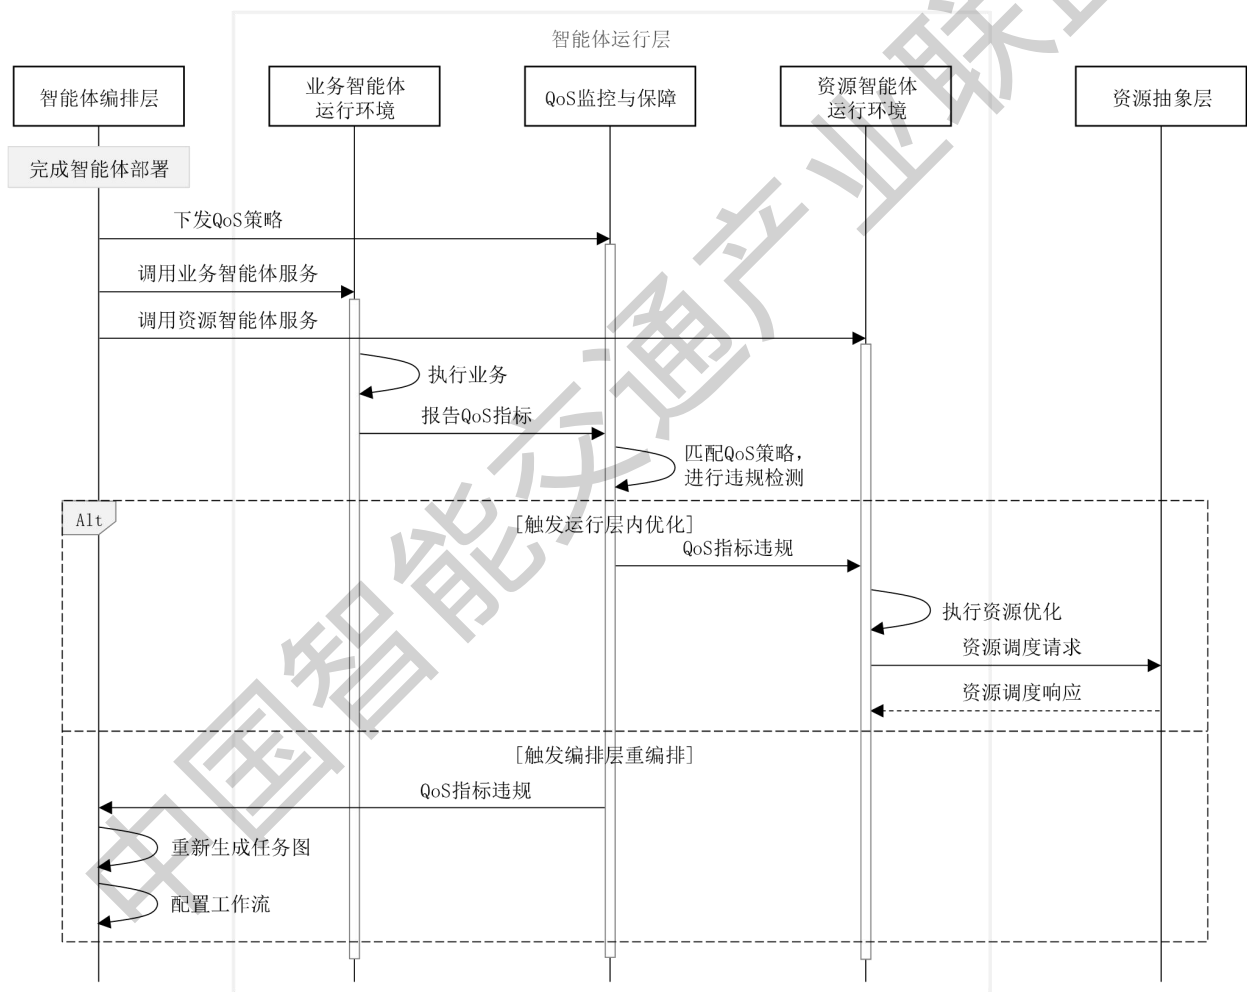 智能体运行层
智能体编排层
业务智能体
运行环境
QoS监控与保障
资源智能体
运行环境
资源抽象层
完成智能体部署
下发QoS策略
调用业务智能体服务
调用资源智能体服务
执行业务
报告QoS指标
匹配QoS策略，
进行违规检测
Alt
[触发运行层内优化]
QoS指标违规
执行资源优化
资源调度请求
资源调度响应
[触发编排层重编排]
QoS指标违规
重新生成任务图
配置工作流
中国智能交通产业联